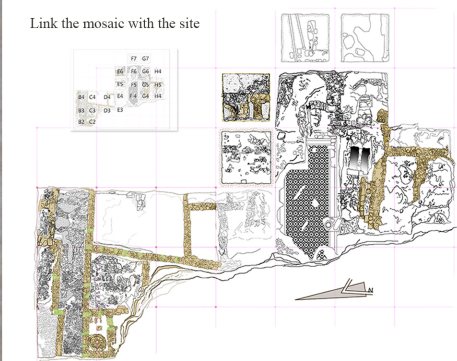 Link the mosaic with the site
F7 G7
E6 F6 G6 H4
E5 F5 G5 H5
B4 C4 D4 E4 F4 G4 H4
B3 C3 D3 E3
B2 C2
N